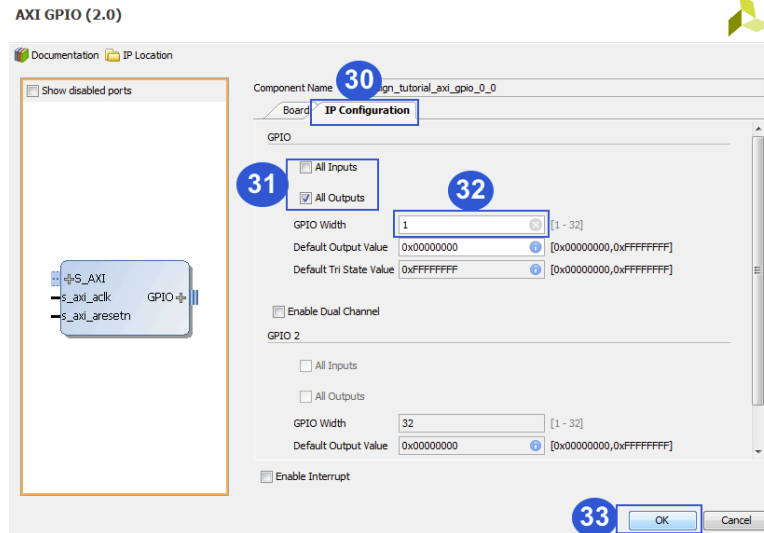 AXI GPIO (2.0)
Documentation IP Location
Show disabled ports
S_AXI
s_axi_aclk GPIO
s_axi_aresetn
Component Name 30 gn_tutorial_axi_gpio_0_0
Board IP Configuration
GPIO
31
All Inputs
All Outputs
32
GPIO Width 1 [1 - 32]
Default Output Value 0x00000000 [0x00000000,0xFFFFFFFF]
Default Tri State Value 0xFFFFFFFF [0x00000000,0xFFFFFFFF]
Enable Dual Channel
GPIO 2
All Inputs
All Outputs
GPIO Width 32 [1 - 32]
Default Output Value 0x00000000 [0x00000000,0xFFFFFFFF]
Enable Interrupt
33 OK Cancel